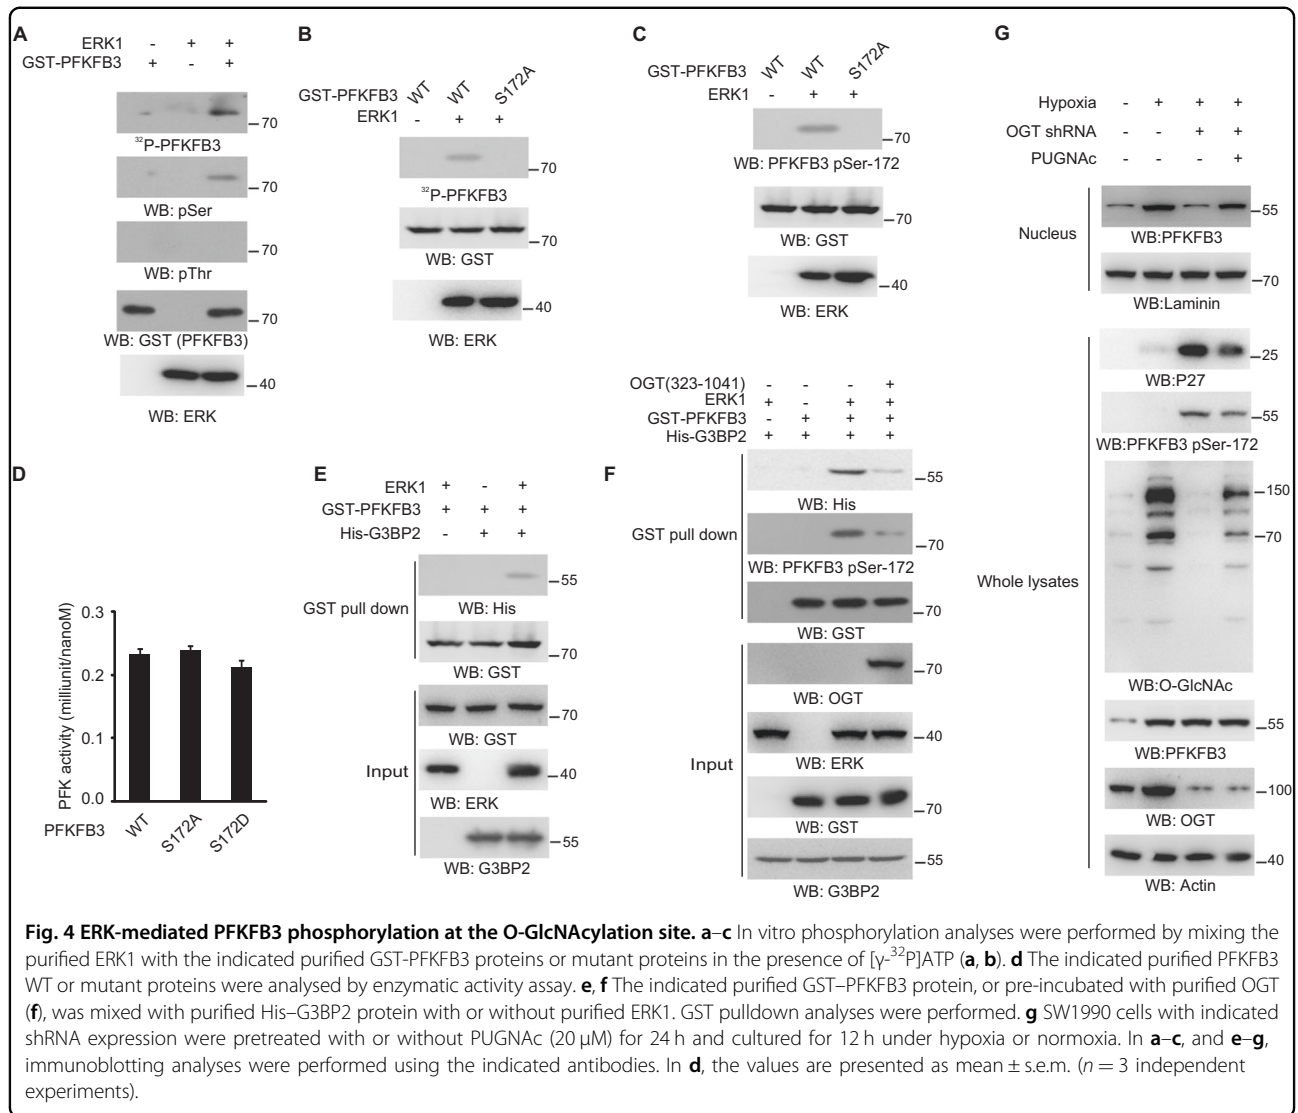 A
ERK1 - + +
GST-PFKFB3 + - +
70
³²P-PFKFB3
70
WB: pSer
70
WB: pThr
70
WB: GST (PFKFB3)
40
WB: ERK
B
GST-PFKFB3 WT WT S172A
ERK1 - + +
70
³²P-PFKFB3
70
WB: GST
40
WB: ERK
C
GST-PFKFB3 WT WT S172A
ERK1 - + +
70
WB: PFKFB3 pSer-172
70
WB: GST
40
WB: ERK
D
PFK activity (milliunit/nanoM)
0.3
0.2
0.1
0.0
PFKFB3 WT S172A S172D
E
ERK1 + - +
GST-PFKFB3 + + +
His-G3BP2 - + +
GST pull down
55
WB: His
70
WB: GST
Input
70
WB: GST
40
WB: ERK
55
WB: G3BP2
F
OGT(323-1041) - - - +
ERK1 + - + +
GST-PFKFB3 - + + +
His-G3BP2 + + + +
GST pull down
55
WB: His
70
WB: PFKFB3 pSer-172
70
WB: GST
Input
70
WB: OGT
40
WB: ERK
70
WB: GST
55
WB: G3BP2
G
Hypoxia - + + +
OGT shRNA - - + +
PUGNAc - - - +
Nucleus
55
WB:PFKFB3
70
WB:Laminin
Whole lysates
25
WB:P27
55
WB:PFKFB3 pSer-172
150
70
WB:O-GlcNAc
55
WB:PFKFB3
100
WB: OGT
40
WB: Actin
Fig. 4 ERK-mediated PFKFB3 phosphorylation at the O-GlcNAcylation site. a–c In vitro phosphorylation analyses were performed by mixing the
purified ERK1 with the indicated purified GST-PFKFB3 proteins or mutant proteins in the presence of [γ-³²P]ATP (a, b). d The indicated purified PFKFB3
WT or mutant proteins were analysed by enzymatic activity assay. e, f The indicated purified GST–PFKFB3 protein, or pre-incubated with purified OGT
(f), was mixed with purified His–G3BP2 protein with or without purified ERK1. GST pulldown analyses were performed. g SW1990 cells with indicated
shRNA expression were pretreated with or without PUGNAc (20 μM) for 24 h and cultured for 12 h under hypoxia or normoxia. In a–c, and e–g,
immunoblotting analyses were performed using the indicated antibodies. In d, the values are presented as mean ± s.e.m. (n = 3 independent
experiments).